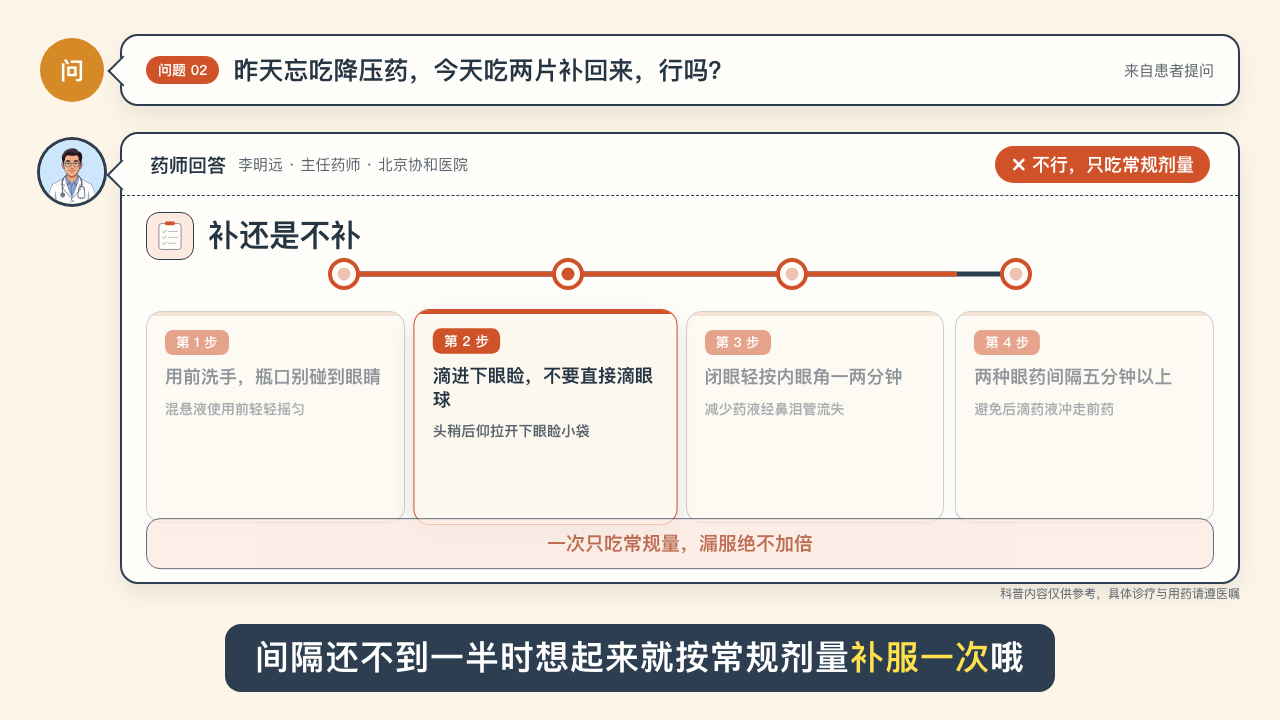 问
问题 02
昨天忘吃降压药，今天吃两片补回来，行吗？
来自患者提问
药师回答
李明远 · 主任药师 · 北京协和医院
✕ 不行，只吃常规剂量
补还是不补
第 1 步
用前洗手，瓶口别碰到眼睛
混悬液使用前轻轻摇匀
第 2 步
滴进下眼睑，不要直接滴眼
球
头稍后仰拉开下眼睑小袋
第 3 步
闭眼轻按内眼角一两分钟
减少药液经鼻泪管流失
第 4 步
两种眼药间隔五分钟以上
避免后滴药液冲走前药
一次只吃常规量，漏服绝不加倍
科普内容仅供参考，具体诊疗与用药请遵医嘱
间隔还不到一半时想起来就按常规剂量补服一次哦